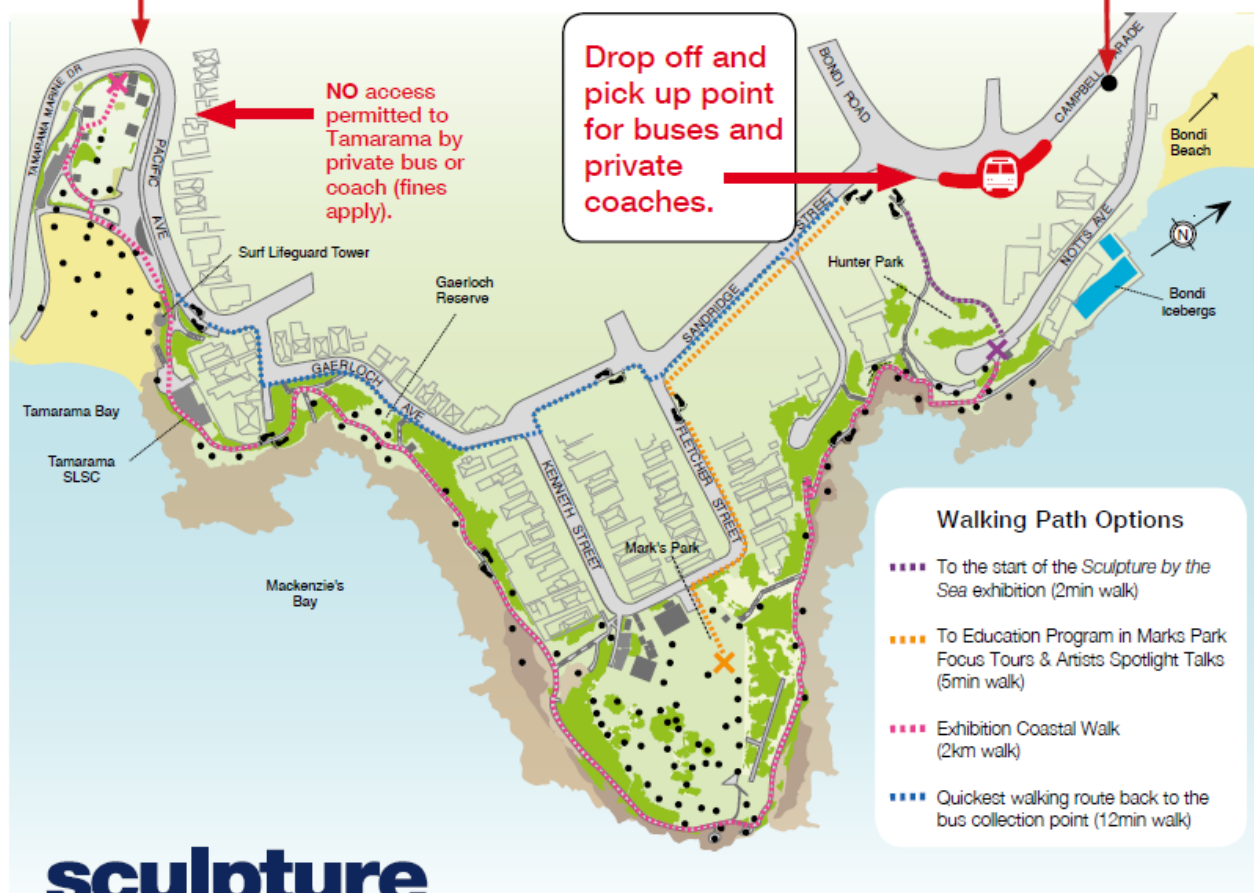 TAMARAMA MARINE DR
PACIFIC
AVE
NO access
permitted to
Tamarama by
private bus or
coach (fines
apply).
Drop off and
pick up point
for buses and
private
coaches.
BONDI ROAD
CAMPBELL PARADE
Bondi
Beach
N
NOTTS AVE
Bondi
Icebergs
Hunter Park
SANDRIDGE STREET
Surf Lifeguard Tower
Gaerloch
Reserve
GAERLOCH
AVE
Tamarama Bay
Tamarama
SLSC
Mackenzie's
Bay
KENNETH STREET
FLETCHER STREET
Mark's Park
Walking Path Options
To the start of the Sculpture by the
Sea exhibition (2min walk)
To Education Program in Marks Park
Focus Tours & Artists Spotlight Talks
(5min walk)
Exhibition Coastal Walk
(2km walk)
Quickest walking route back to the
bus collection point (12min walk)
sculpture